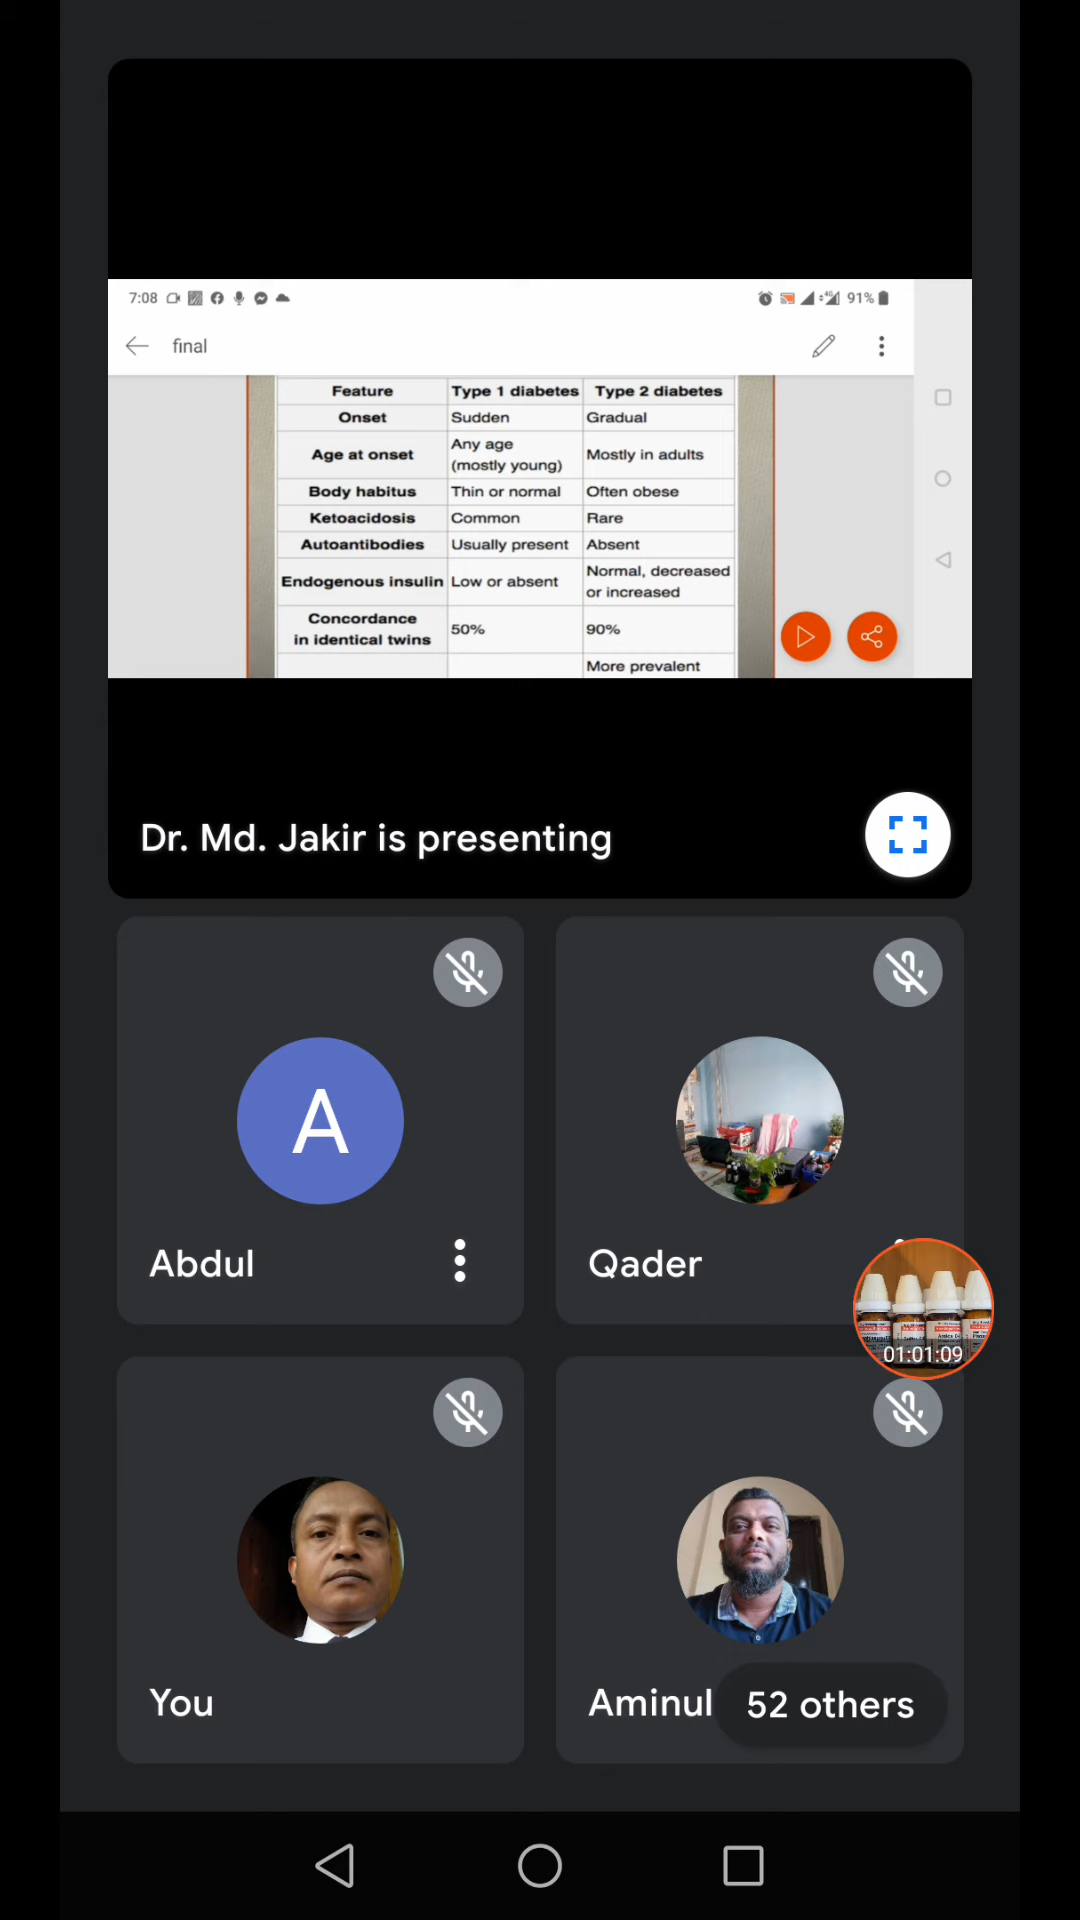 7:08
4G
91%
final
Feature Type 1 diabetes Type 2 diabetes
Onset Sudden Gradual
Age at onset Any age (mostly young) Mostly in adults
Body habitus Thin or normal Often obese
Ketoacidosis Common Rare
Autoantibodies Usually present Absent
Endogenous insulin Low or absent Normal, decreased or increased
Concordance in identical twins 50% 90%
More prevalent
Dr. Md. Jakir is presenting
A
Abdul
Qader
01:01:09
You
Aminul
52 others